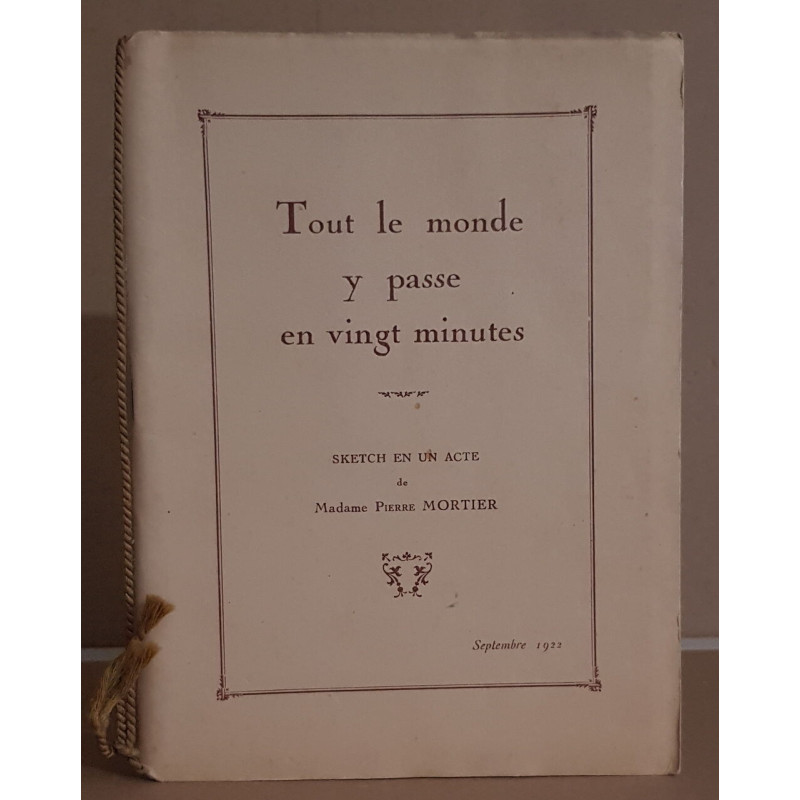 Tout le monde
y passe
en vingt minutes
SKETCH EN UN ACTE
de
Madame PIERRE MORTIER
Septembre 1922